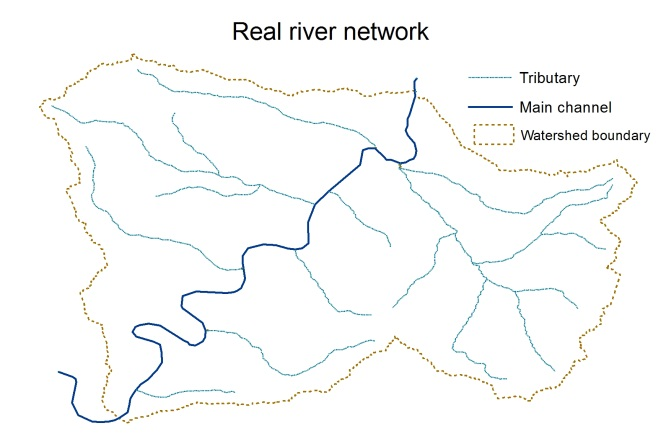 Real river network
Tributary
Main channel
Watershed boundary